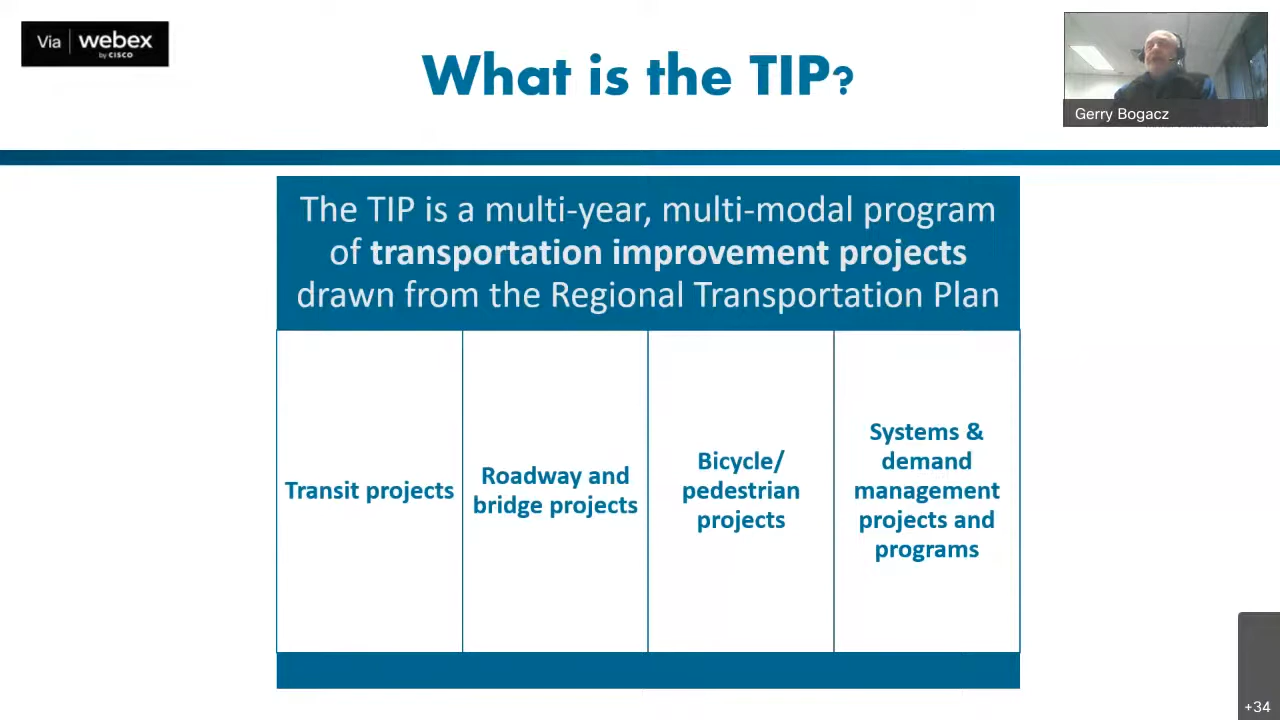 Via webex
by CISCO
What is the TIP?
Gerry Bogacz
The TIP is a multi-year, multi-modal program
of transportation improvement projects
drawn from the Regional Transportation Plan
Transit projects
Roadway and
bridge projects
Bicycle/
pedestrian
projects
Systems &
demand
management
projects and
programs
+34